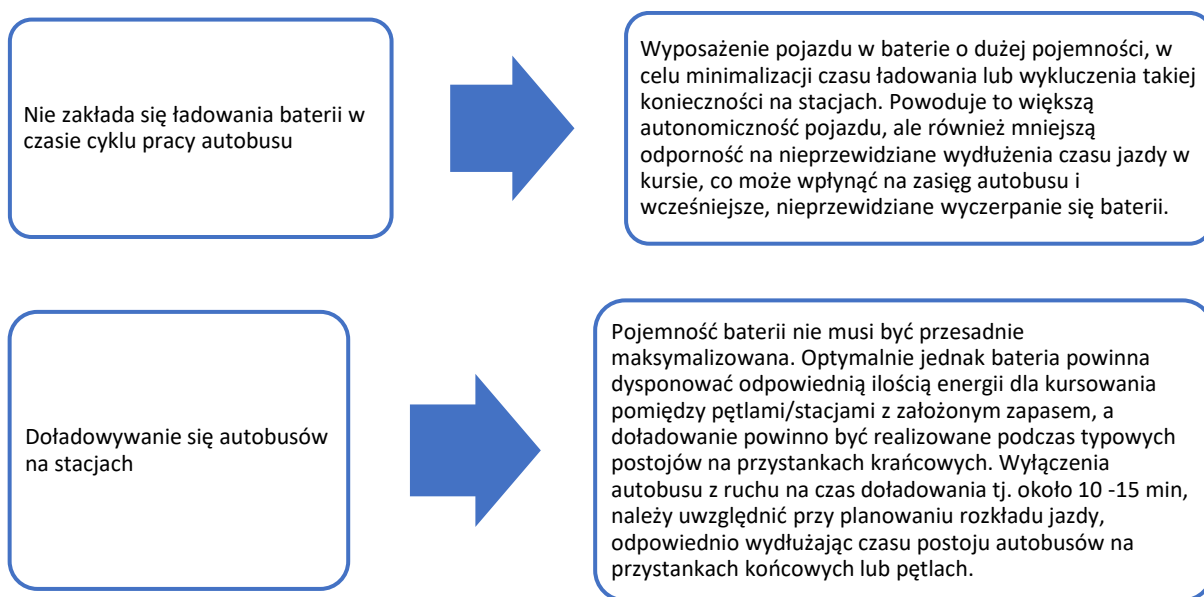 Nie zakłada się ładowania baterii w
czasie cyklu pracy autobusu
Wyposażenie pojazdu w baterie o dużej pojemności, w
celu minimalizacji czasu ładowania lub wykluczenia takiej
konieczności na stacjach. Powoduje to większą
autonomiczność pojazdu, ale również mniejszą
odporność na nieprzewidziane wydłużenia czasu jazdy w
kursie, co może wpłynąć na zasięg autobusu i
wcześniejsze, nieprzewidziane wyczerpanie się baterii.
Doładowywanie się autobusów
na stacjach
Pojemność baterii nie musi być przesadnie
maksymalizowana. Optymalnie jednak bateria powinna
dysponować odpowiednią ilością energii dla kursowania
pomiędzy pętlami/stacjami z założonym zapasem, a
doładowanie powinno być realizowane podczas typowych
postojów na przystankach krańcowych. Wyłączenia
autobusu z ruchu na czas doładowania tj. około 10 -15 min,
należy uwzględnić przy planowaniu rozkładu jazdy,
odpowiednio wydłużając czasu postoju autobusów na
przystankach końcowych lub pętlach.